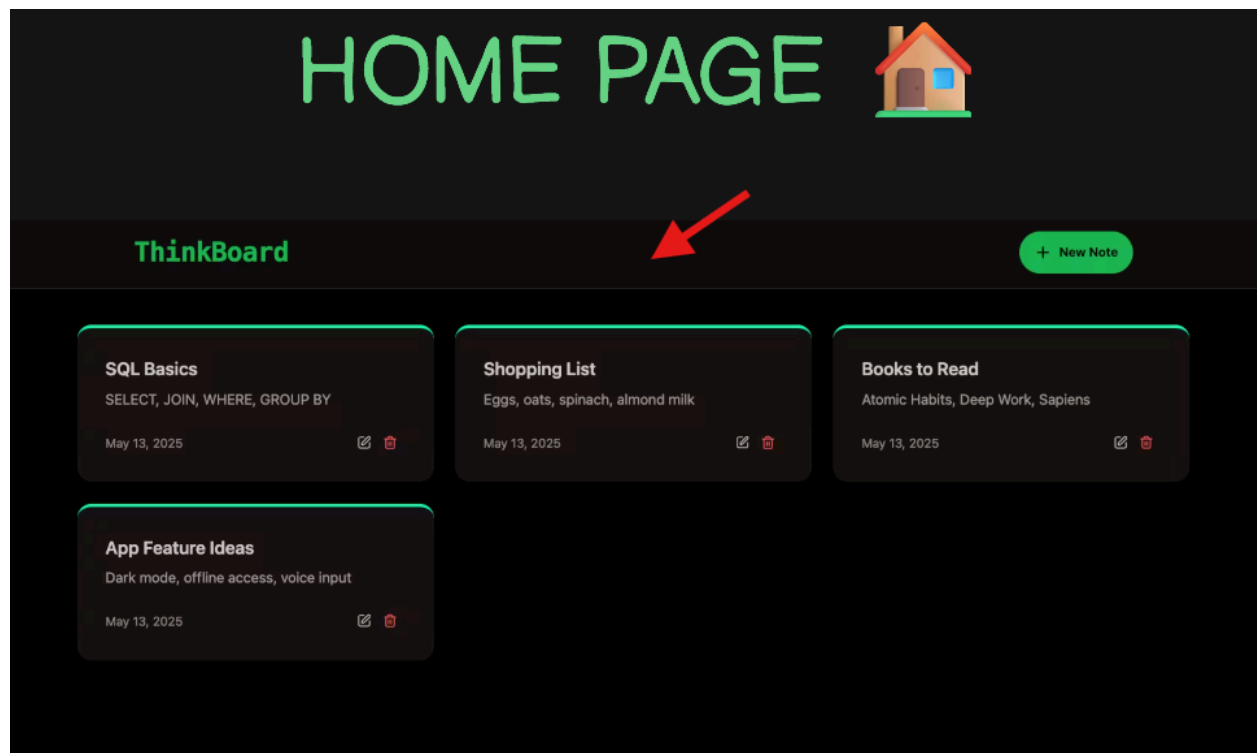 HOME PAGE
ThinkBoard
+ New Note
SQL Basics
SELECT, JOIN, WHERE, GROUP BY
May 13, 2025
Shopping List
Eggs, oats, spinach, almond milk
May 13, 2025
Books to Read
Atomic Habits, Deep Work, Sapiens
May 13, 2025
App Feature Ideas
Dark mode, offline access, voice input
May 13, 2025